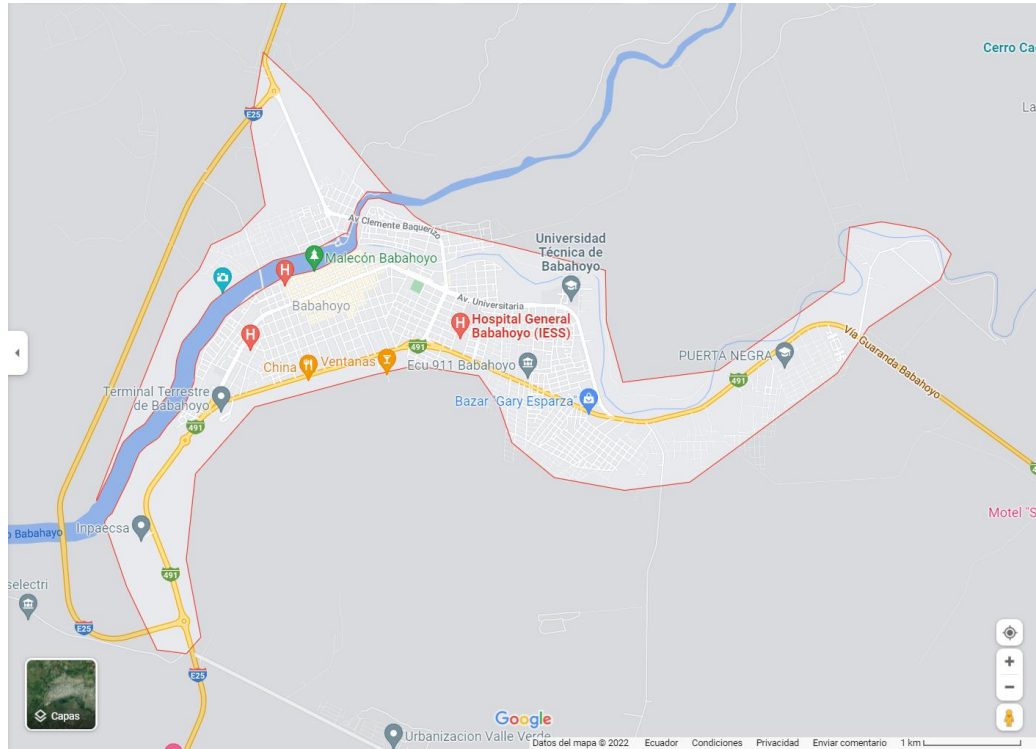 Cerro Ca
La
E25
Av Clemente Baquerizo
Universidad
Técnica de
Babahoyo
Malecón Babahoyo
H
Babahoyo
Av. Universitaria
H
Hospital General
Babahoyo (IESS)
H
491
Vía Guaranda Babahoyo
PUERTA NEGRA
China
Ventanas
Ecu 911 Babahoyo
491
Terminal Terrestre
de Babahoyo
Bazar "Gary Esparza"
491
491
Motel "S
Inpaecsa
o Babahoyo
491
selectri
E25
E25
Capas
Google
Urbanizacion Valle Verde
Datos del mapa © 2022 Ecuador Condiciones Privacidad Enviar comentario 1 km